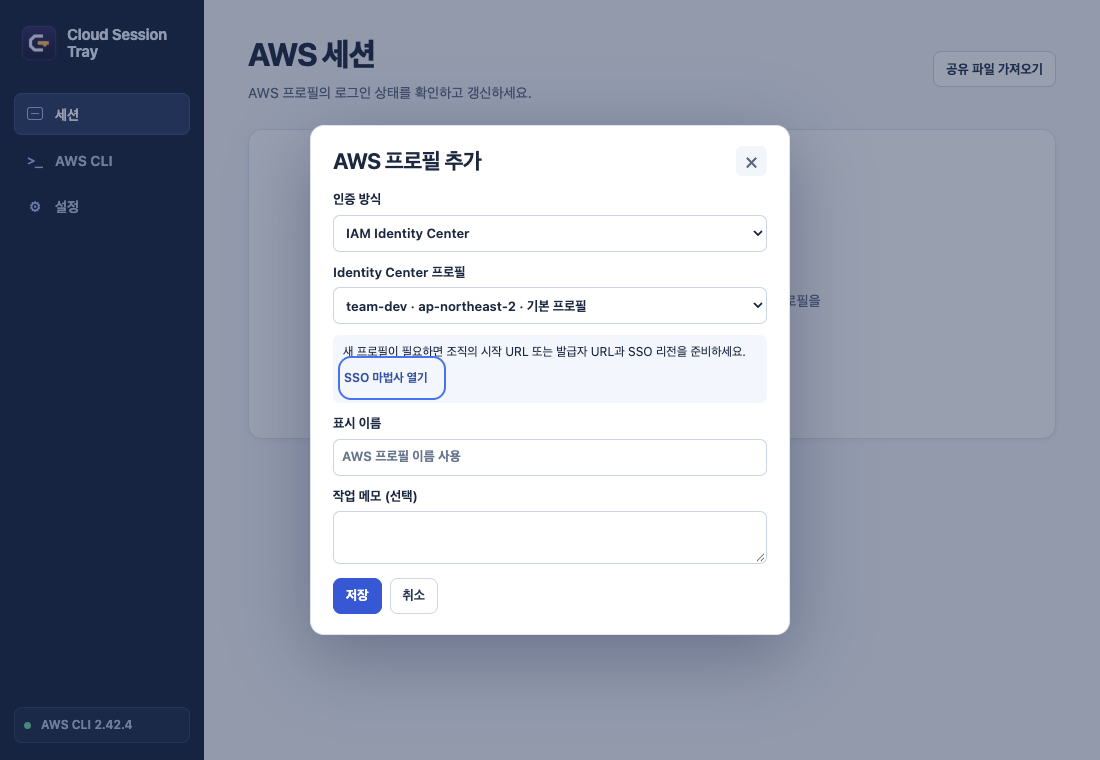 Cloud Session
Tray
세션
>_ AWS CLI
설정
AWS CLI 2.42.4
AWS 세션
AWS 프로필의 로그인 상태를 확인하고 갱신하세요.
공유 파일 가져오기
로필을
AWS 프로필 추가
인증 방식
IAM Identity Center
Identity Center 프로필
team-dev · ap-northeast-2 · 기본 프로필
새 프로필이 필요하면 조직의 시작 URL 또는 발급자 URL과 SSO 리전을 준비하세요.
SSO 마법사 열기
표시 이름
AWS 프로필 이름 사용
작업 메모 (선택)
저장
취소